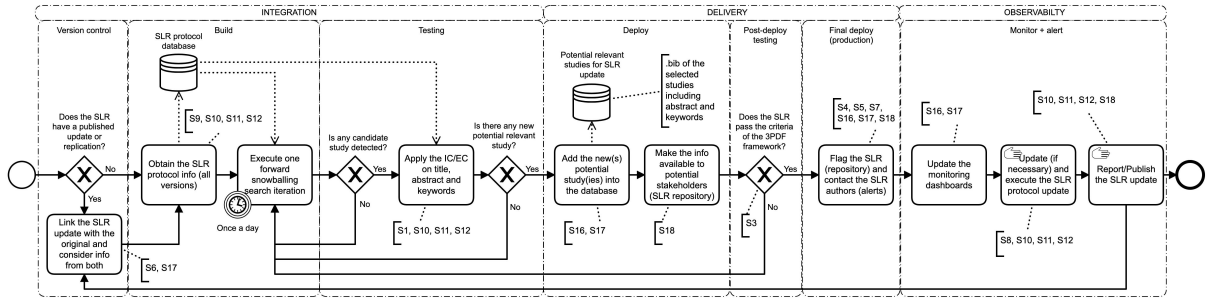 INTEGRATION
DELIVERY
OBSERVABILTY
Version control
Build
Testing
Deploy
Post-deploy
testing
Final deploy
(production)
Monitor + alert
SLR protocol
database
Potential relevant
studies for SLR
update
.bib of the
selected
studies
including
abstract and
keywords
Does the SLR
have a published
update or
replication?
No
Yes
Link the SLR
update with the
original and
consider info
from both
S6, S17
S9, S10, S11, S12
Obtain the SLR
protocol info (all
versions)
Execute one
forward
snowballing
search iteration
Once a day
Is any candidate
study detected?
Yes
No
Apply the IC/EC
on title,
abstract and
keywords
S1, S10, S11, S12
Is there any new
potential relevant
study?
Yes
No
Add the new(s)
potential
study(ies) into
the database
S16, S17
Make the info
available to
potential
stakeholders
(SLR repository)
S18
Does the SLR
pass the criteria
of the 3PDF
framework?
Yes
No
S3
S4, S5, S7,
S16, S17, S18
Flag the SLR
(repository) and
contact the SLR
authors (alerts)
S16, S17
Update the
monitoring
dashboards
Update (if
necessary) and
execute the SLR
protocol update
S8, S10, S11, S12
S10, S11, S12, S18
Report/Publish
the SLR update